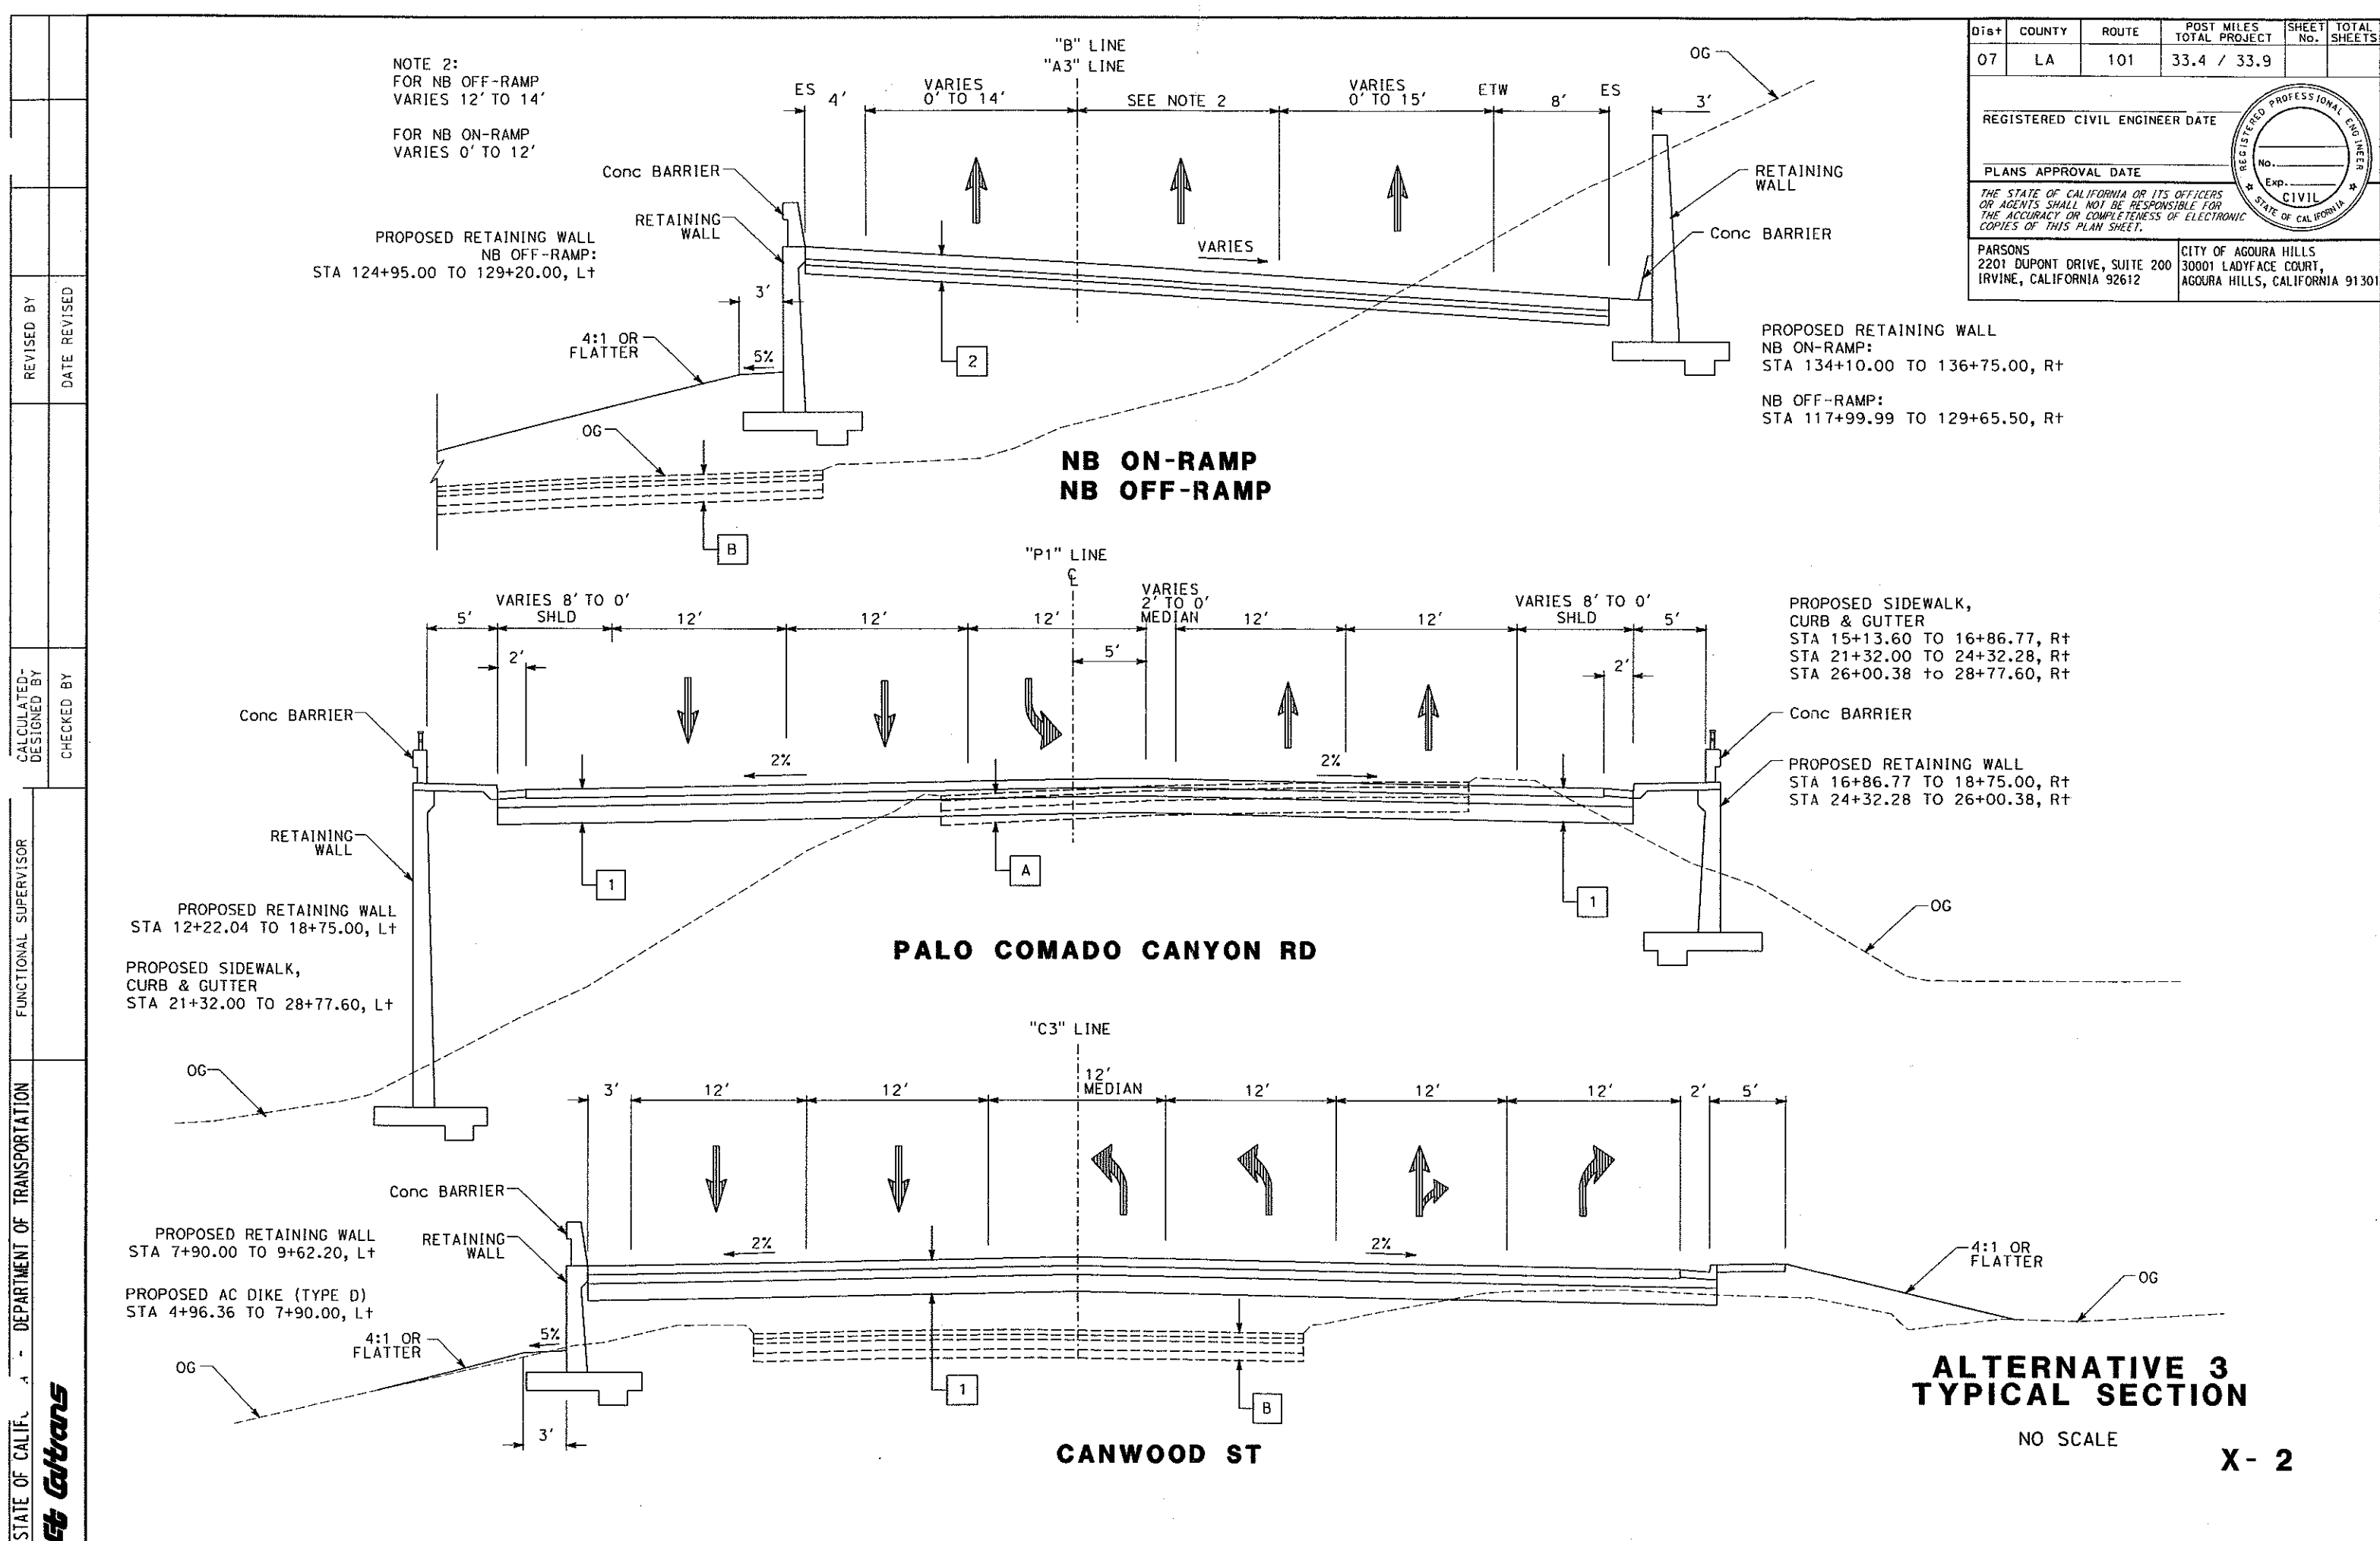 Dist COUNTY ROUTE POST MILES TOTAL PROJECT SHEET No. TOTAL SHEETS
07 LA 101 33.4 / 33.9
REGISTERED CIVIL ENGINEER DATE
PLANS APPROVAL DATE
REGISTERED PROFESSIONAL ENGINEER
No.
Exp.
CIVIL
STATE OF CALIFORNIA
THE STATE OF CALIFORNIA OR ITS OFFICERS
OR AGENTS SHALL NOT BE RESPONSIBLE FOR
THE ACCURACY OR COMPLETENESS OF ELECTRONIC
COPIES OF THIS PLAN SHEET.
PARSONS
2201 DUPONT DRIVE, SUITE 200
IRVINE, CALIFORNIA 92612
CITY OF AGOURA HILLS
30001 LADYFACE COURT,
AGOURA HILLS, CALIFORNIA 91301
NOTE 2:
FOR NB OFF-RAMP
VARIES 12' TO 14'
FOR NB ON-RAMP
VARIES 0' TO 12'
"B" LINE
"A3" LINE
ES
4'
VARIES
0' TO 14'
SEE NOTE 2
VARIES
0' TO 15'
ETW
8'
ES
3'
OG
Conc BARRIER
RETAINING
WALL
RETAINING
WALL
Conc BARRIER
PROPOSED RETAINING WALL
NB OFF-RAMP:
STA 124+95.00 TO 129+20.00, Lt
VARIES
3'
4:1 OR
FLATTER
5%
2
OG
B
PROPOSED RETAINING WALL
NB ON-RAMP:
STA 134+10.00 TO 136+75.00, Rt
NB OFF-RAMP:
STA 117+99.99 TO 129+65.50, Rt
NB ON-RAMP
NB OFF-RAMP
"P1" LINE
℄
5'
VARIES 8' TO 0'
SHLD
12'
12'
12'
VARIES
2' TO 0'
MEDIAN
12'
12'
VARIES 8' TO 0'
SHLD
5'
2'
5'
2'
Conc BARRIER
2%
2%
PROPOSED SIDEWALK,
CURB & GUTTER
STA 15+13.60 TO 16+86.77, Rt
STA 21+32.00 TO 24+32.28, Rt
STA 26+00.38 to 28+77.60, Rt
Conc BARRIER
PROPOSED RETAINING WALL
STA 16+86.77 TO 18+75.00, Rt
STA 24+32.28 TO 26+00.38, Rt
RETAINING
WALL
1
A
1
OG
PROPOSED RETAINING WALL
STA 12+22.04 TO 18+75.00, Lt
PROPOSED SIDEWALK,
CURB & GUTTER
STA 21+32.00 TO 28+77.60, Lt
OG
PALO COMADO CANYON RD
"C3" LINE
3'
12'
12'
12'
MEDIAN
12'
12'
12'
2'
5'
Conc BARRIER
RETAINING
WALL
PROPOSED RETAINING WALL
STA 7+90.00 TO 9+62.20, Lt
PROPOSED AC DIKE (TYPE D)
STA 4+96.36 TO 7+90.00, Lt
2%
2%
4:1 OR
FLATTER
5%
OG
3'
1
B
4:1 OR
FLATTER
OG
CANWOOD ST
ALTERNATIVE 3
TYPICAL SECTION
NO SCALE
X- 2
REVISED BY
DATE REVISED
CALCULATED-
DESIGNED BY
CHECKED BY
FUNCTIONAL SUPERVISOR
DEPARTMENT OF TRANSPORTATION
STATE OF CALIF
Caltrans